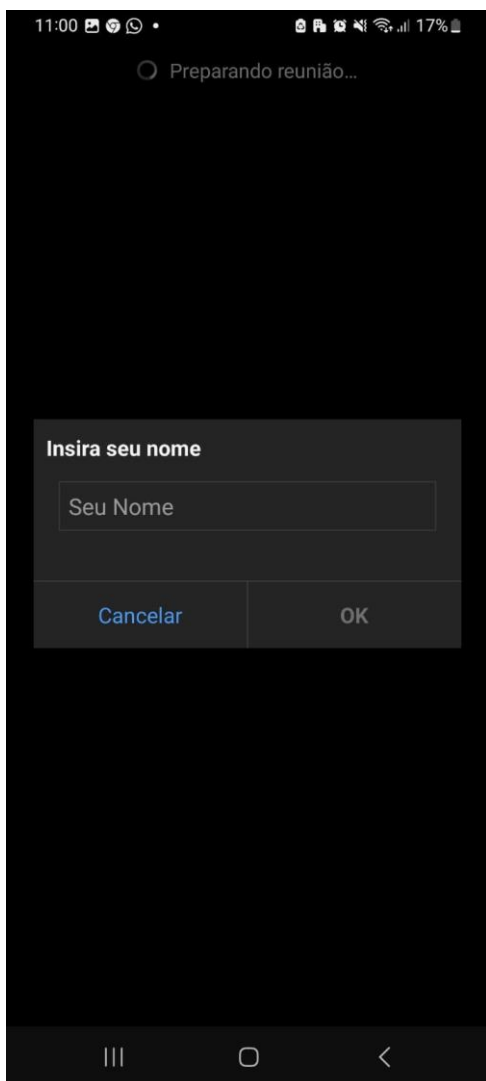 11:00 17%
Preparando reunião...
Insira seu nome
Seu Nome
Cancelar OK